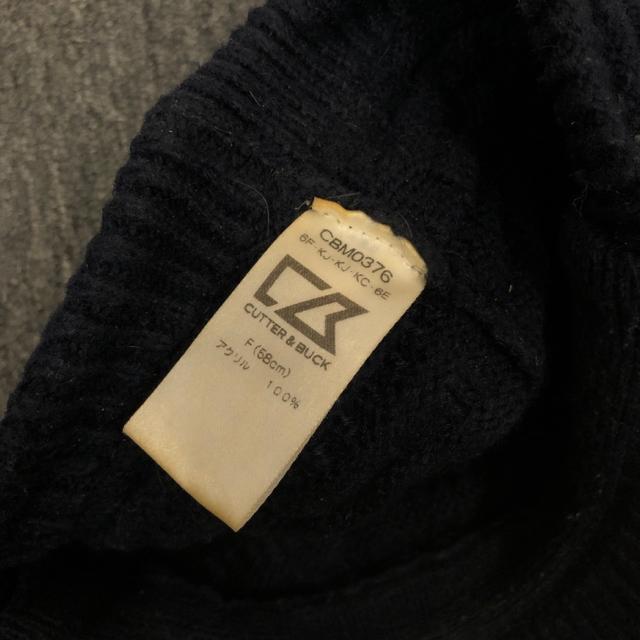 CBM0376
6F-KJ-KJ-KC-6E
CUTTER & BUCK
F(58cm)
アクリル 100%